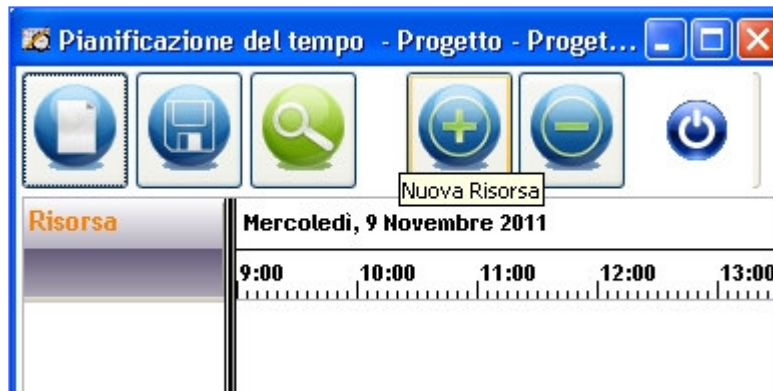 Pianificazione del tempo - Progetto - Proget...
Nuova Risorsa
Risorsa
Mercoledì, 9 Novembre 2011
9:00 10:00 11:00 12:00 13:00